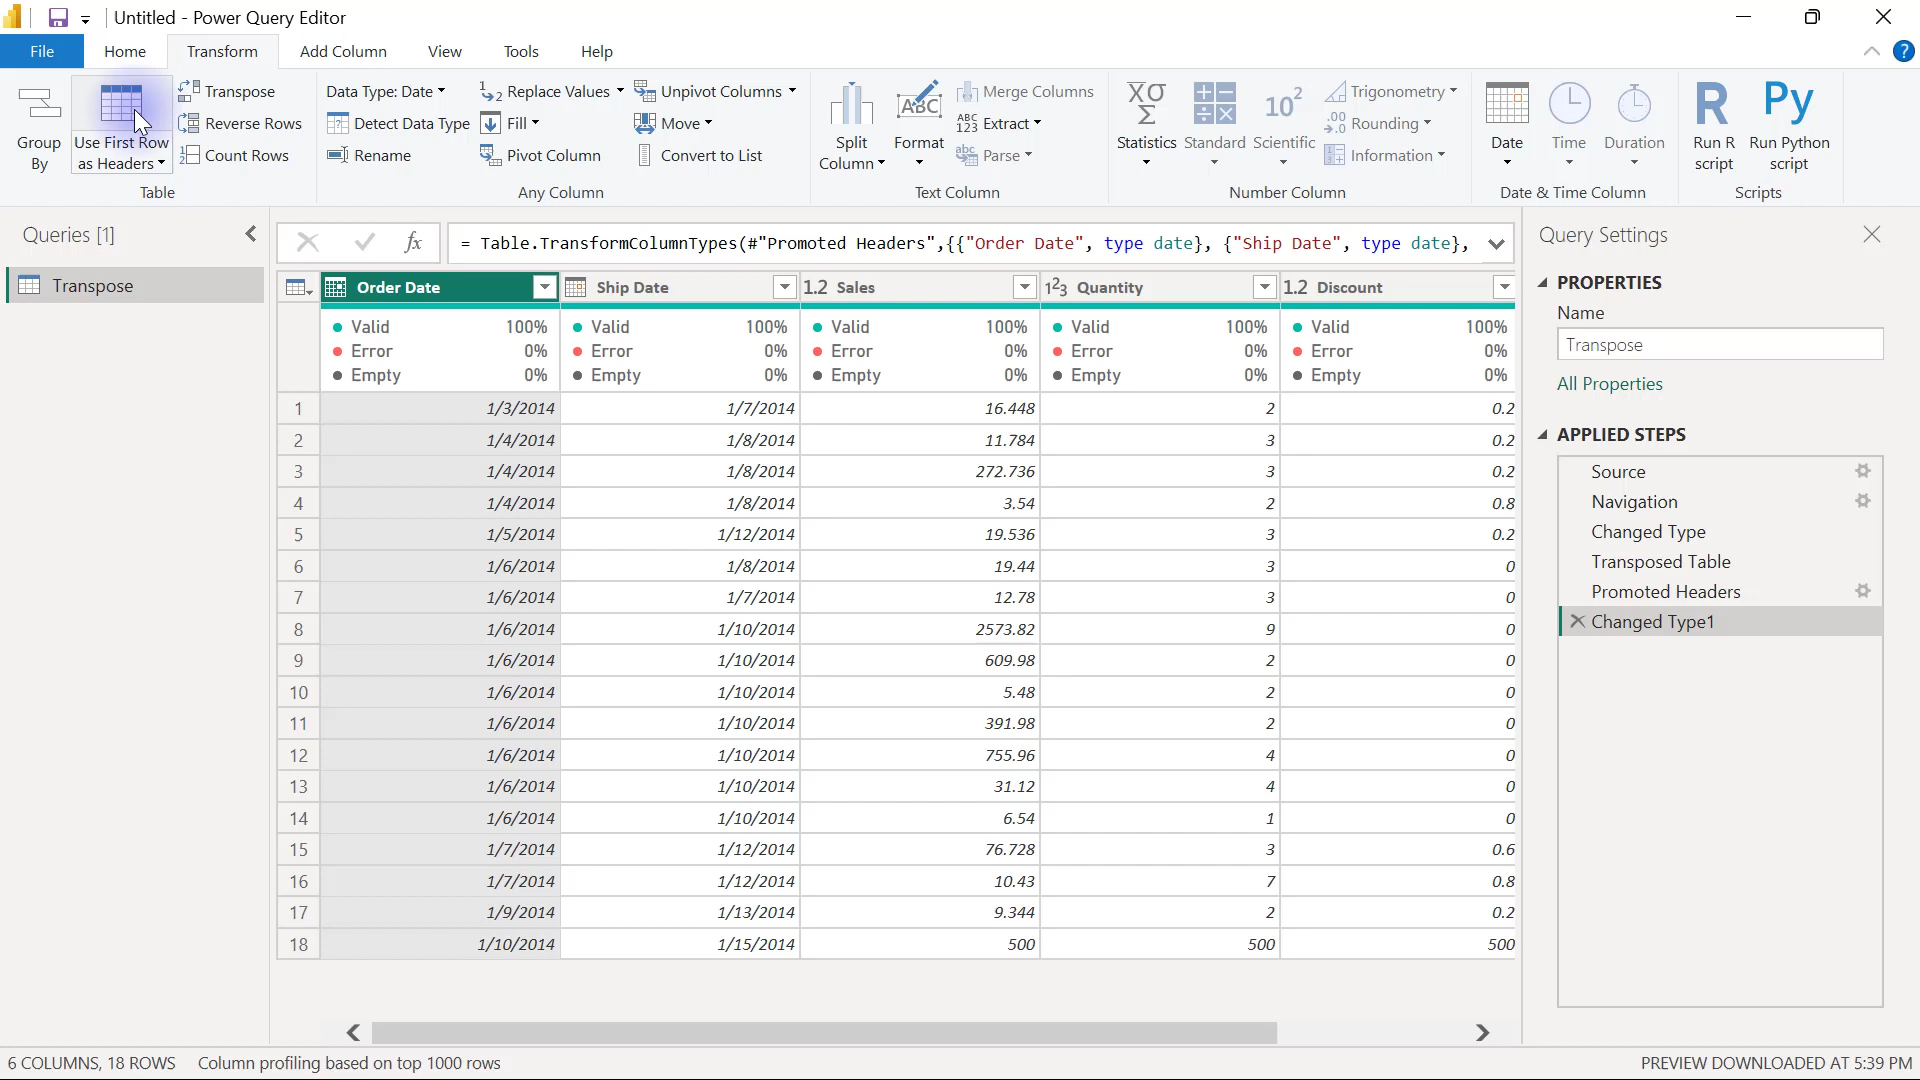 Untitled - Power Query Editor
File Home Transform Add Column View Tools Help
Group By
Use First Row as Headers
Transpose
Reverse Rows
Count Rows
Table
Data Type: Date
Detect Data Type
Rename
Replace Values
Fill
Pivot Column
Unpivot Columns
Move
Convert to List
Any Column
Split Column
Format
Merge Columns
Extract
Parse
Text Column
Statistics
Standard
Scientific
Trigonometry
Rounding
Information
Number Column
Date
Time
Duration
Date & Time Column
Run R script
Run Python script
Scripts
Queries [1]
Transpose
fx = Table.TransformColumnTypes(#"Promoted Headers",{{"Order Date", type date}, {"Ship Date", type date},
Order Date Ship Date 1.2 Sales 123 Quantity 1.2 Discount
Valid 100% Valid 100% Valid 100% Valid 100% Valid 100%
Error 0% Error 0% Error 0% Error 0% Error 0%
Empty 0% Empty 0% Empty 0% Empty 0% Empty 0%
1 1/3/2014 1/7/2014 16.448 2 0.2
2 1/4/2014 1/8/2014 11.784 3 0.2
3 1/4/2014 1/8/2014 272.736 3 0.2
4 1/4/2014 1/8/2014 3.54 2 0.8
5 1/5/2014 1/12/2014 19.536 3 0.2
6 1/6/2014 1/8/2014 19.44 3 0
7 1/6/2014 1/7/2014 12.78 3 0
8 1/6/2014 1/10/2014 2573.82 9 0
9 1/6/2014 1/10/2014 609.98 2 0
10 1/6/2014 1/10/2014 5.48 2 0
11 1/6/2014 1/10/2014 391.98 2 0
12 1/6/2014 1/10/2014 755.96 4 0
13 1/6/2014 1/10/2014 31.12 4 0
14 1/6/2014 1/10/2014 6.54 1 0
15 1/7/2014 1/12/2014 76.728 3 0.6
16 1/7/2014 1/12/2014 10.43 7 0.8
17 1/9/2014 1/13/2014 9.344 2 0.2
18 1/10/2014 1/15/2014 500 500 500
Query Settings
PROPERTIES
Name
Transpose
All Properties
APPLIED STEPS
Source
Navigation
Changed Type
Transposed Table
Promoted Headers
Changed Type1
6 COLUMNS, 18 ROWS Column profiling based on top 1000 rows
PREVIEW DOWNLOADED AT 5:39 PM